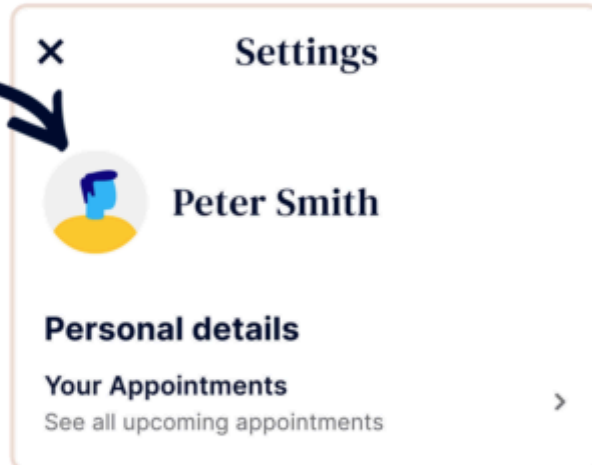 Settings
Peter Smith
Personal details
Your Appointments
See all upcoming appointments